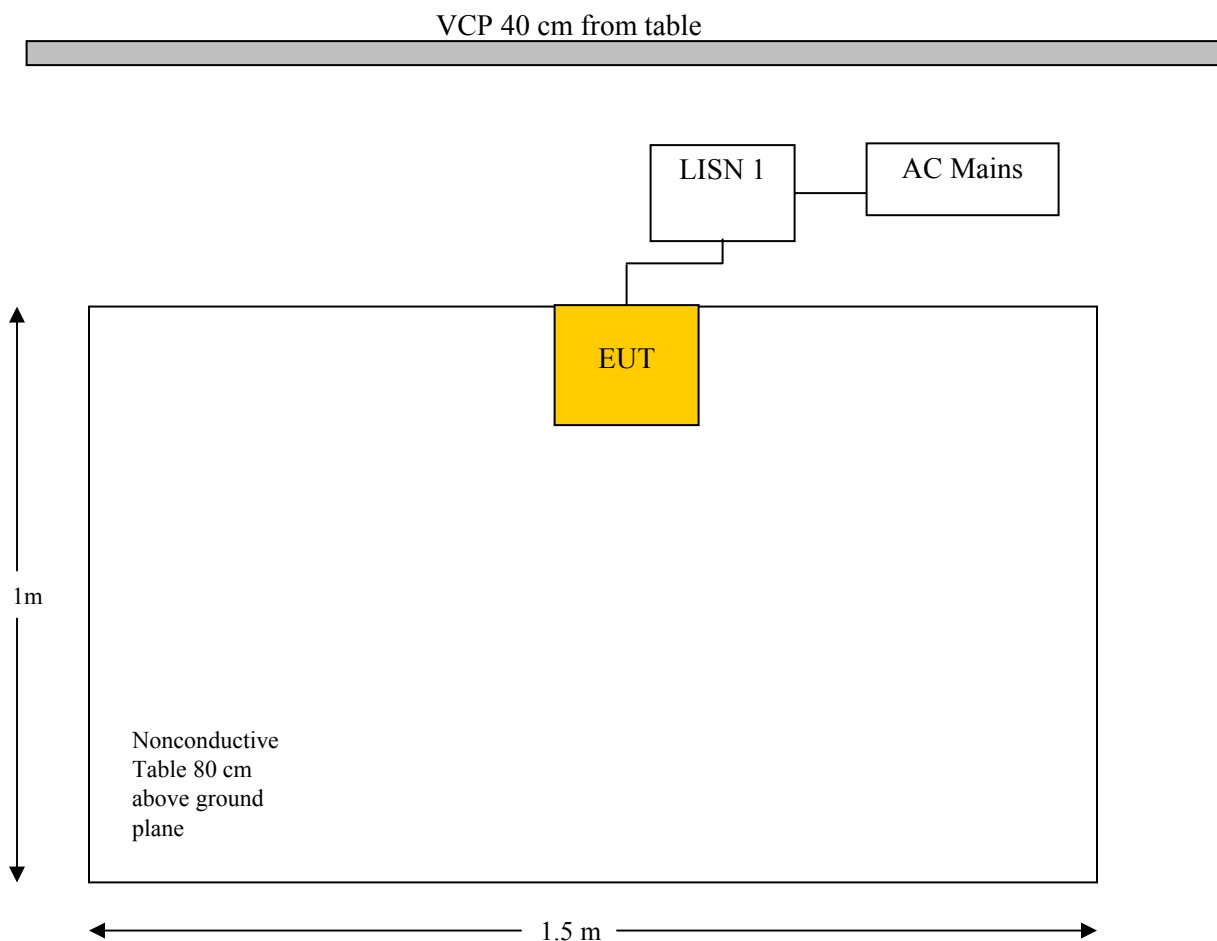 VCP 40 cm from table
LISN 1
AC Mains
EUT
1m
Nonconductive
Table 80 cm
above ground
plane
1.5 m